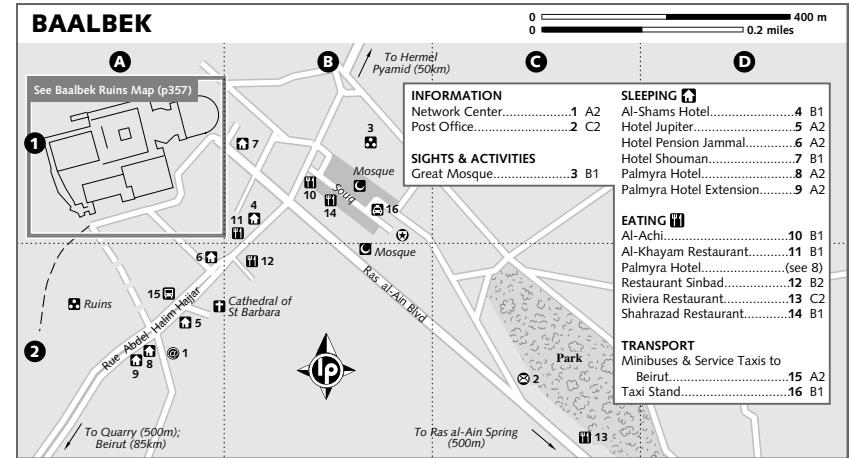 BAALBEK
0 400 m
0 0.2 miles
A B C D
To Hermel
Pyamid (50km)
See Baalbek Ruins Map (p357)
1
INFORMATION
Network Center 1 A2
Post Office 2 C2
SIGHTS & ACTIVITIES
Great Mosque 3 B1
SLEEPING
Al-Shams Hotel 4 B1
Hotel Jupiter 5 A2
Hotel Pension Jammal 6 A2
Hotel Shouman 7 B1
Palmyra Hotel 8 A2
Palmyra Hotel Extension 9 A2
EATING
Al-Achi 10 B1
Al-Khayam Restaurant 11 B1
Palmyra Hotel (see 8)
Restaurant Sinbad 12 B2
Riviera Restaurant 13 C2
Shahrazad Restaurant 14 B1
TRANSPORT
Minibuses & Service Taxis to
Beirut 15 A2
Taxi Stand 16 B1
7
3
Mosque
10
Souq
14
16
4
11
Mosque
6
12
Ras al-Ain Blvd
Ruins
15
Cathedral of
St Barbara
Rue Abdel Halim Hajjar
5
2
8
9
@ 1
lp
Park
2
13
To Quarry (500m);
Beirut (85km)
To Ras al-Ain Spring
(500m)